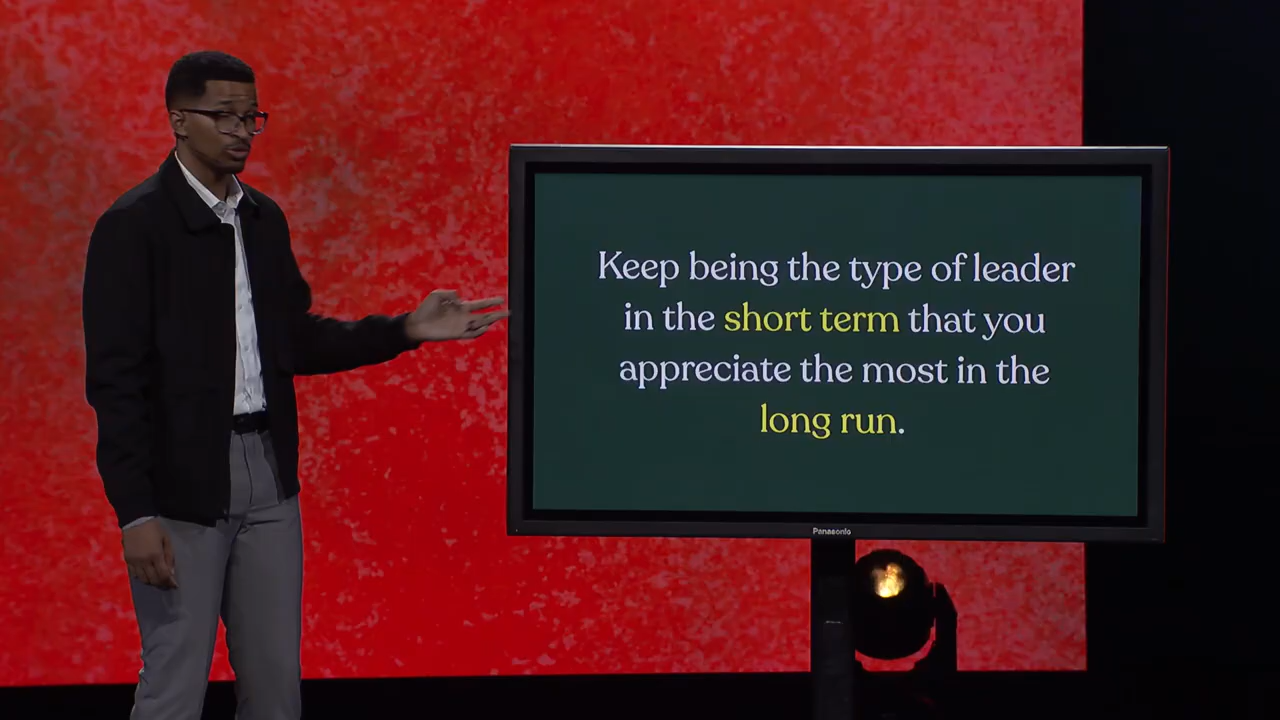 Keep being the type of leader
in the short term that you
appreciate the most in the
long run.
Panasonic